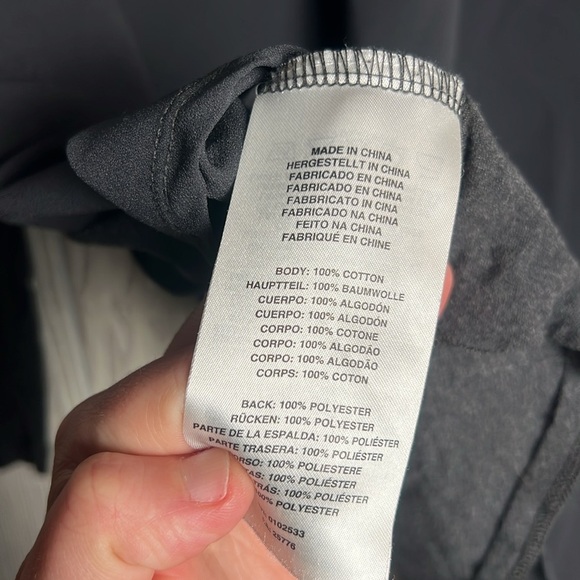 MADE IN CHINA
HERGESTELLT IN CHINA
FABRICADO EN CHINA
FABRICADO EN CHINA
FABBRICATO IN CINA
FABRICADO NA CHINA
FEITO NA CHINA
FABRIQUÉ EN CHINE
BODY: 100% COTTON
HAUPTTEIL: 100% BAUMWOLLE
CUERPO: 100% ALGODÓN
CUERPO: 100% ALGODÓN
CORPO: 100% COTONE
CORPO: 100% ALGODÃO
CORPO: 100% ALGODÃO
CORPS: 100% COTON
BACK: 100% POLYESTER
RÜCKEN: 100% POLYESTER
PARTE DE LA ESPALDA: 100% POLIÉSTER
PARTE TRASERA: 100% POLIÉSTER
100% POLIESTERE
100% POLIÉSTER
100% POLIÉSTER
POLYESTER
0102533